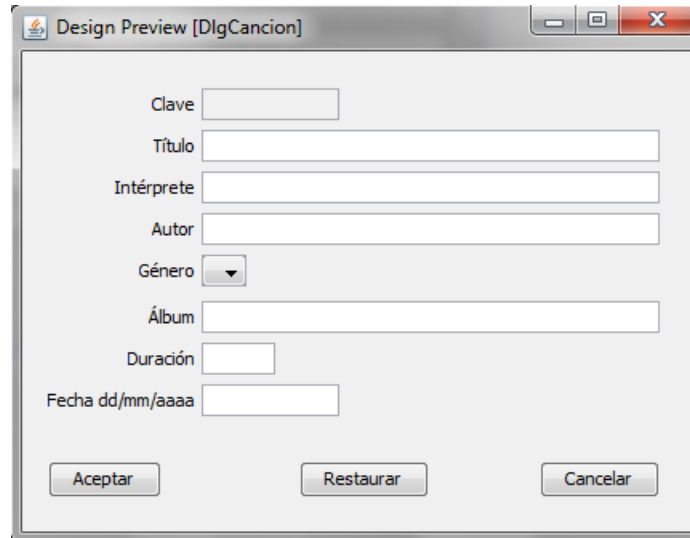 Design Preview [DlgCancion]
Clave
Título
Intérprete
Autor
Género
Álbum
Duración
Fecha dd/mm/aaaa
Aceptar Restaurar Cancelar